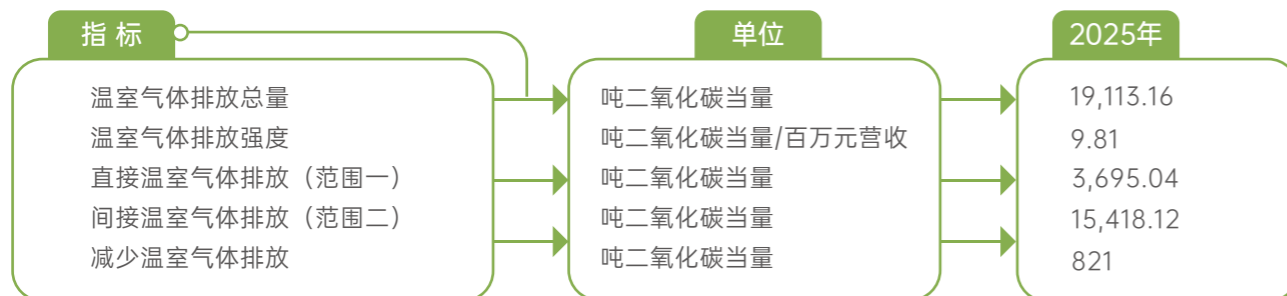 指 标 单位 2025年
温室气体排放总量 吨二氧化碳当量 19,113.16
温室气体排放强度 吨二氧化碳当量/百万元营收 9.81
直接温室气体排放（范围一） 吨二氧化碳当量 3,695.04
间接温室气体排放（范围二） 吨二氧化碳当量 15,418.12
减少温室气体排放 吨二氧化碳当量 821